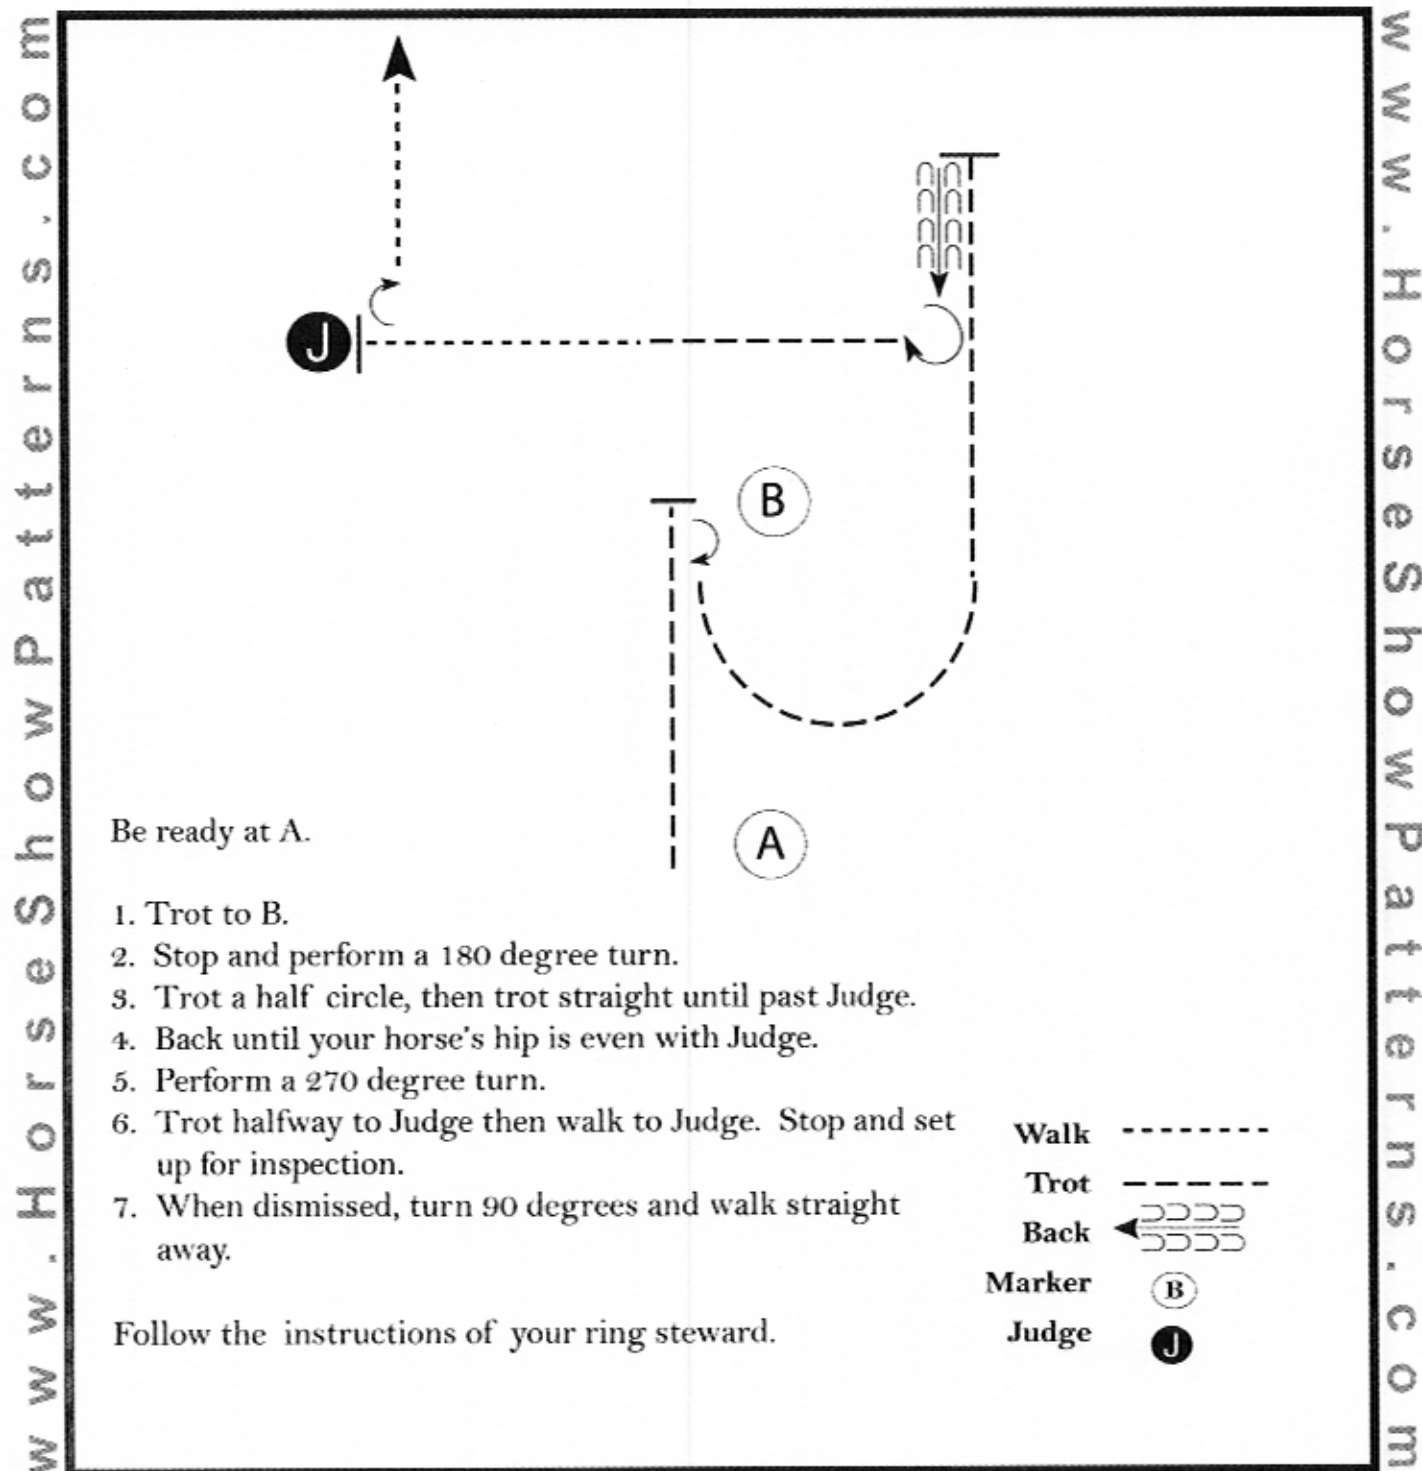 www.HorseShowPatterns.com
www.HorseShowPatterns.com
J
B
A
Be ready at A.
1. Trot to B.
2. Stop and perform a 180 degree turn.
3. Trot a half circle, then trot straight until past Judge.
4. Back until your horse's hip is even with Judge.
5. Perform a 270 degree turn.
6. Trot halfway to Judge then walk to Judge. Stop and set
up for inspection.
7. When dismissed, turn 90 degrees and walk straight
away.
Follow the instructions of your ring steward.
Walk
Trot
Back
Marker B
Judge J